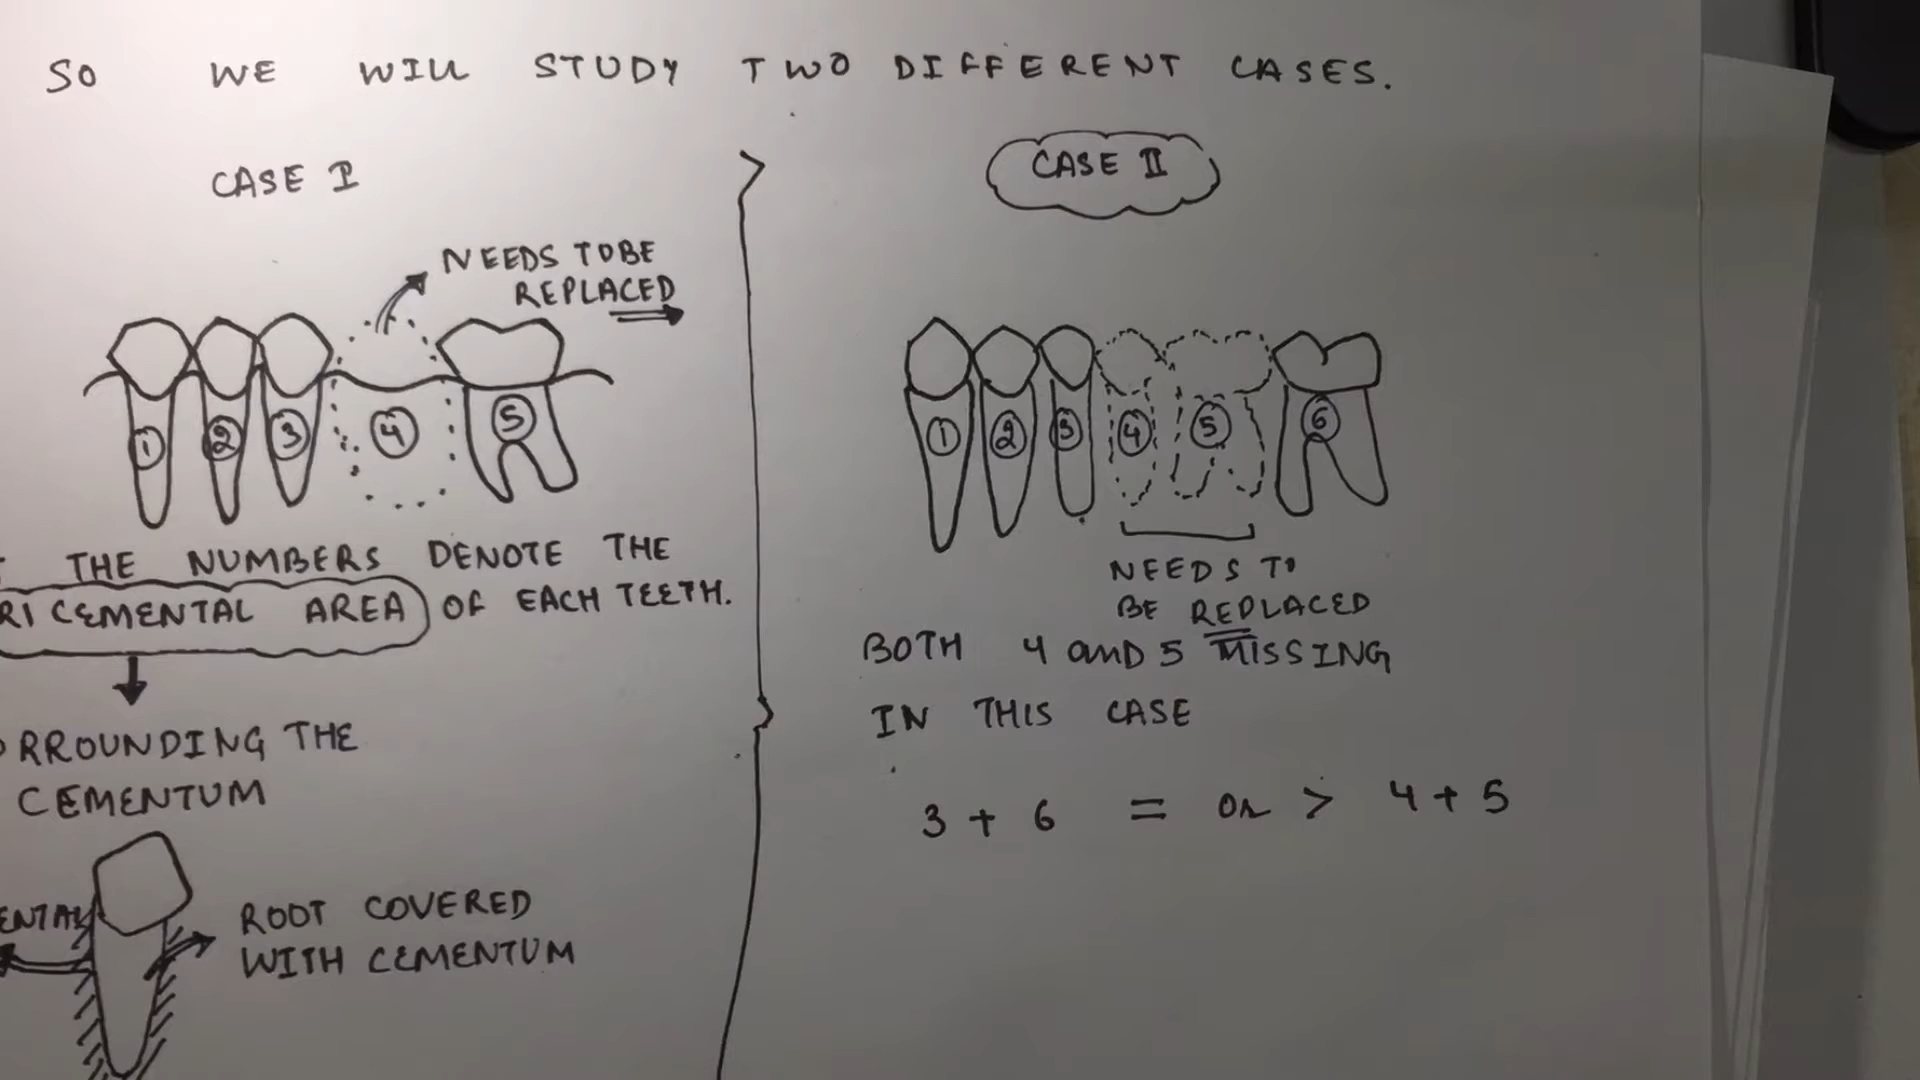 SO WE WILL STUDY TWO DIFFERENT CASES.
CASE I
NEEDS TOBE
REPLACED
1 2 3 4 5
THE NUMBERS DENOTE THE
RICEMENTAL AREA OF EACH TEETH.
RROUNDING THE
CEMENTUM
ENTAL
ROOT COVERED
WITH CEMENTUM
CASE II
1 2 3 4 5 6
NEEDS TO
BE REPLACED
BOTH 4 and 5 MISSING
IN THIS CASE
3 + 6 = or > 4 + 5